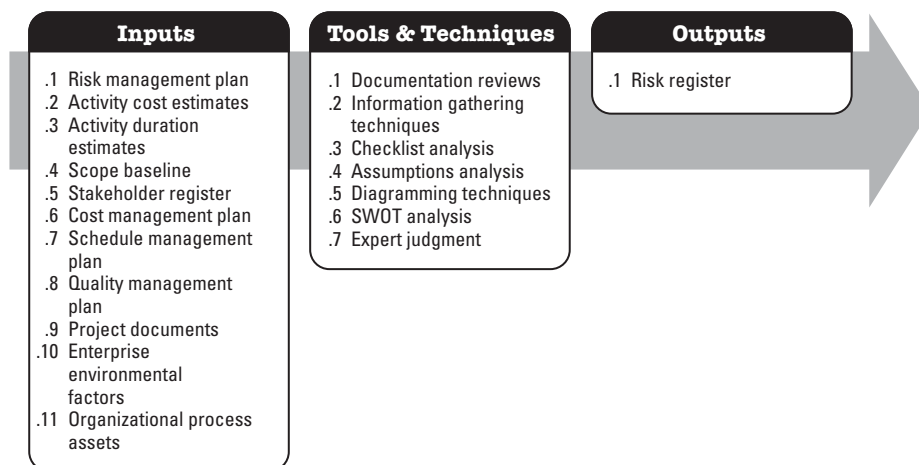 Inputs
.1 Risk management plan
.2 Activity cost estimates
.3 Activity duration
estimates
.4 Scope baseline
.5 Stakeholder register
.6 Cost management plan
.7 Schedule management
plan
.8 Quality management
plan
.9 Project documents
.10 Enterprise
environmental
factors
.11 Organizational process
assets
Tools & Techniques
.1 Documentation reviews
.2 Information gathering
techniques
.3 Checklist analysis
.4 Assumptions analysis
.5 Diagramming techniques
.6 SWOT analysis
.7 Expert judgment
Outputs
.1 Risk register